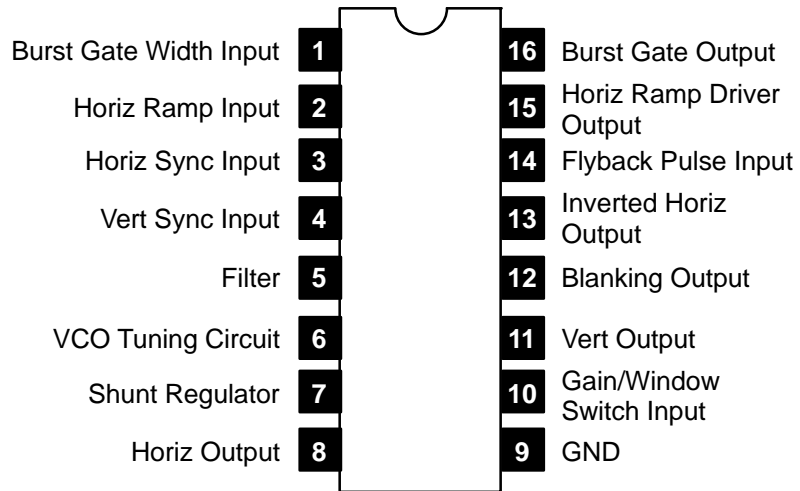 Burst Gate Width Input 1 16 Burst Gate Output
Horiz Ramp Input 2 15 Horiz Ramp Driver
Output
Horiz Sync Input 3 14 Flyback Pulse Input
Vert Sync Input 4 13 Inverted Horiz
Output
Filter 5 12 Blanking Output
VCO Tuning Circuit 6 11 Vert Output
Shunt Regulator 7 10 Gain/Window
Switch Input
Horiz Output 8 9 GND